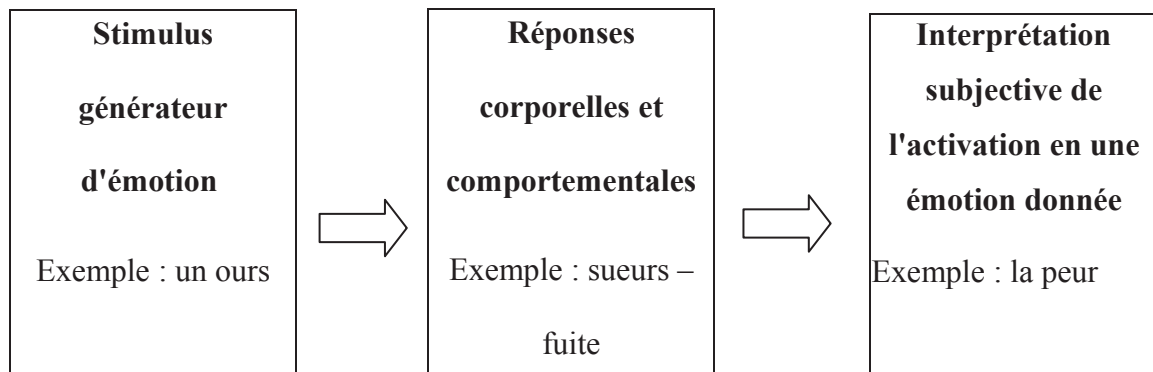 Stimulus
générateur
d'émotion
Exemple : un ours
Réponses
corporelles et
comportementales
Exemple : sueurs –
fuite
Interprétation
subjective de
l'activation en une
émotion donnée
Exemple : la peur